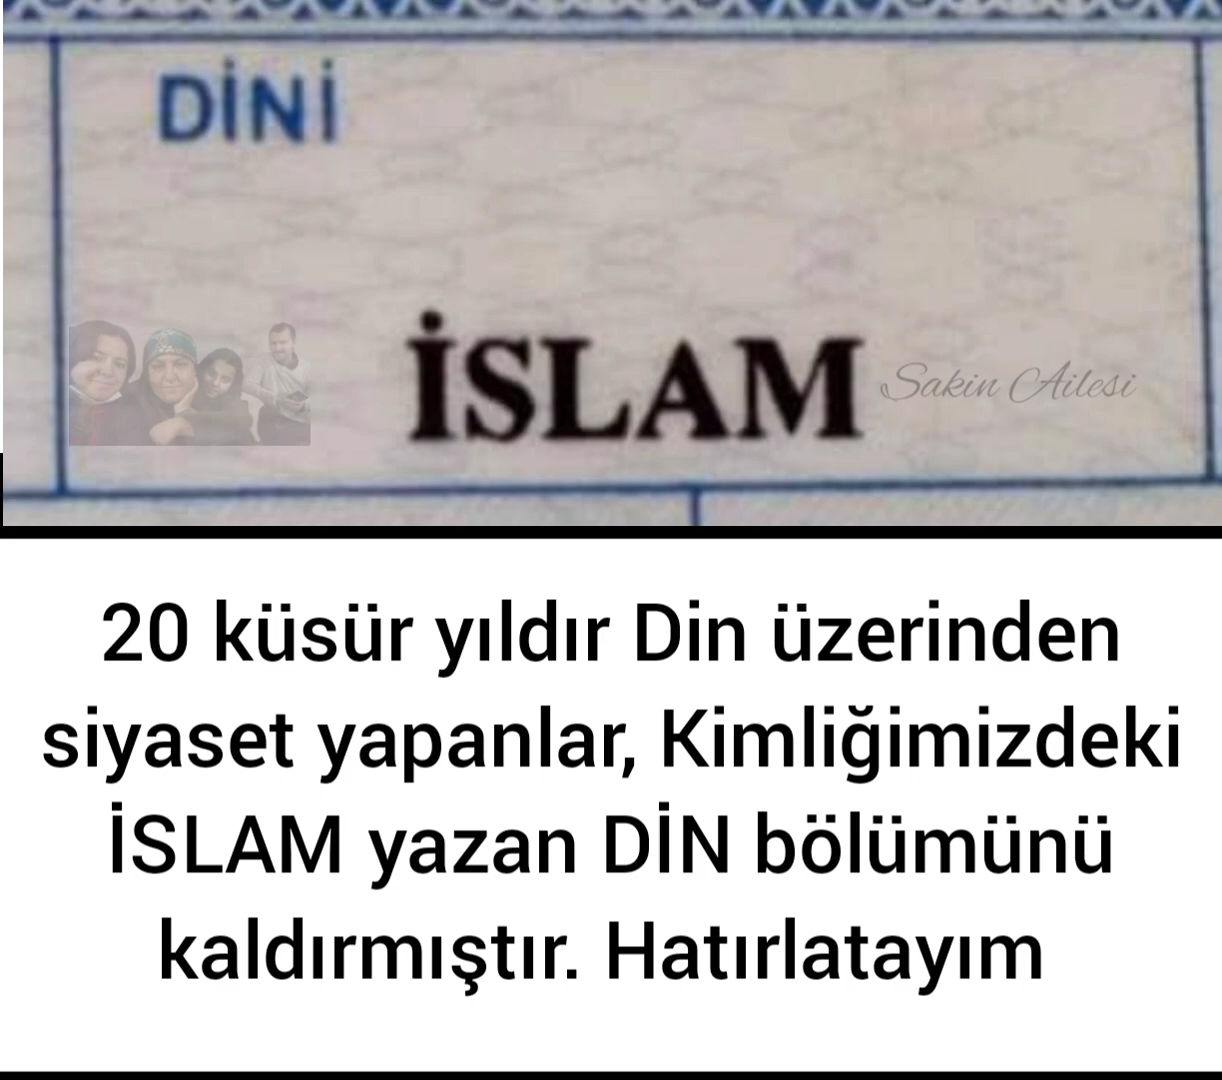 DİNİ
İSLAM
Sakin Ailesi
20 küsür yıldır Din üzerinden
siyaset yapanlar, Kimliğimizdeki
İSLAM yazan DİN bölümünü
kaldırmıştır. Hatırlatayım